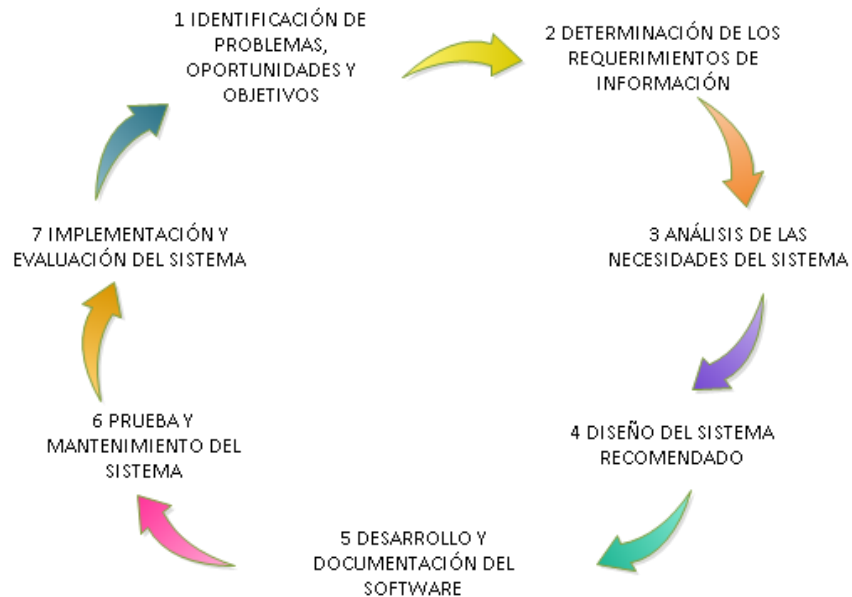 1 IDENTIFICACIÓN DE
PROBLEMAS,
OPORTUNIDADES Y
OBJETIVOS
2 DETERMINACIÓN DE LOS
REQUERIMIENTOS DE
INFORMACIÓN
3 ANÁLISIS DE LAS
NECESIDADES DEL SISTEMA
4 DISEÑO DEL SISTEMA
RECOMENDADO
5 DESARROLLO Y
DOCUMENTACIÓN DEL
SOFTWARE
6 PRUEBA Y
MANTENIMIENTO DEL
SISTEMA
7 IMPLEMENTACIÓN Y
EVALUACIÓN DEL SISTEMA